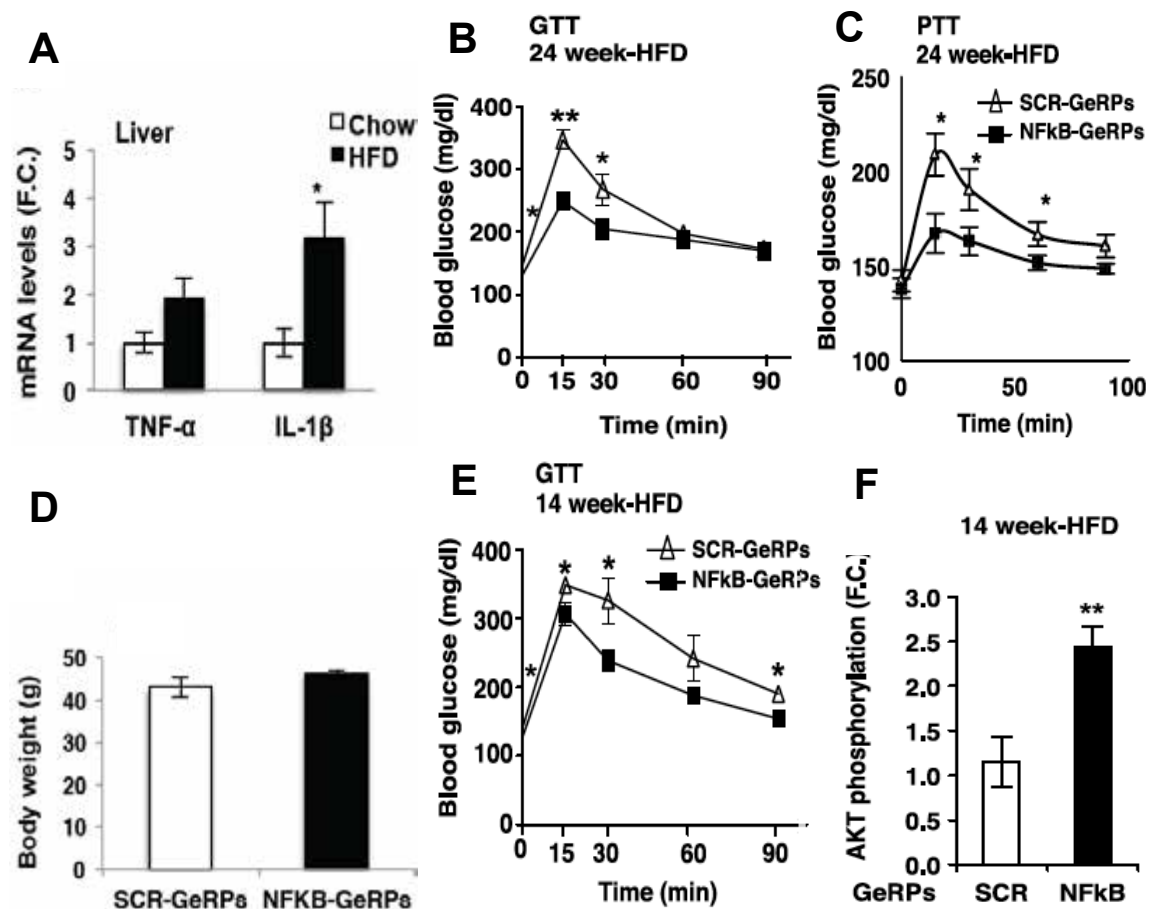 A
Liver
Chow
HFD
mRNA levels (F.C.)
5
4
3
2
1
0
*
TNF-α
IL-1β
B
GTT
24 week-HFD
Blood glucose (mg/dl)
400
300
200
100
0
*
**
*
0
15
30
60
90
Time (min)
C
PTT
24 week-HFD
SCR-GeRPs
NFkB-GeRPs
Blood glucose (mg/dl)
250
200
150
100
*
*
*
0
50
100
Time (min)
D
Body weight (g)
50
40
30
20
10
0
SCR-GeRPs
NFKB-GeRPs
E
GTT
14 week-HFD
SCR-GeRPs
NFkB-GeRPs
Blood glucose (mg/dl)
400
300
200
100
0
*
*
*
*
0
15
30
60
90
Time (min)
F
14 week-HFD
AKT phosphorylation (F.C.
3.0
2.5
2.0
1.5
1.0
0.5
0.0
**
GeRPs
SCR
NFkB